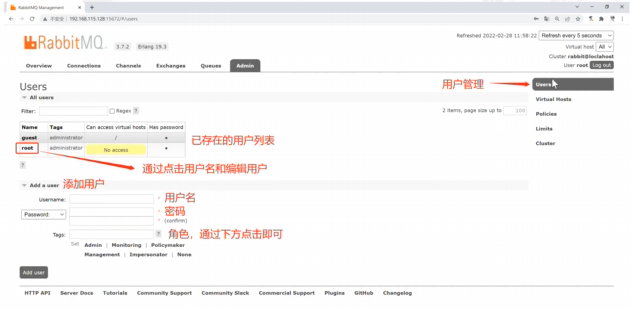 RabbitMQ Management
不安全 | 192.168.115.128:15672/#/users
RabbitMQ 3.7.2 Erlang 19.3
Refreshed 2022-02-28 11:58:22 Refresh every 5 seconds
Virtual host All
Cluster rabbit@localhost
User root Log out
Overview Connections Channels Exchanges Queues Admin
Users
用户管理
Users
Virtual Hosts
Policies
Limits
Cluster
All users
Filter: Regex ?
2 items, page size up to 100
Name Tags Can access virtual hosts Has password
guest administrator / •
root administrator No access •
?
已存在的用户列表
通过点击用户名和编辑用户
Add a user
添加用户
Username: * 用户名
Password: * 密码
* (confirm)
Tags: ? 角色，通过下方点击即可
Set Admin | Monitoring | Policymaker
Management | Impersonator | None
Add user
HTTP API Server Docs Tutorials Community Support Community Slack Commercial Support Plugins GitHub Changelog